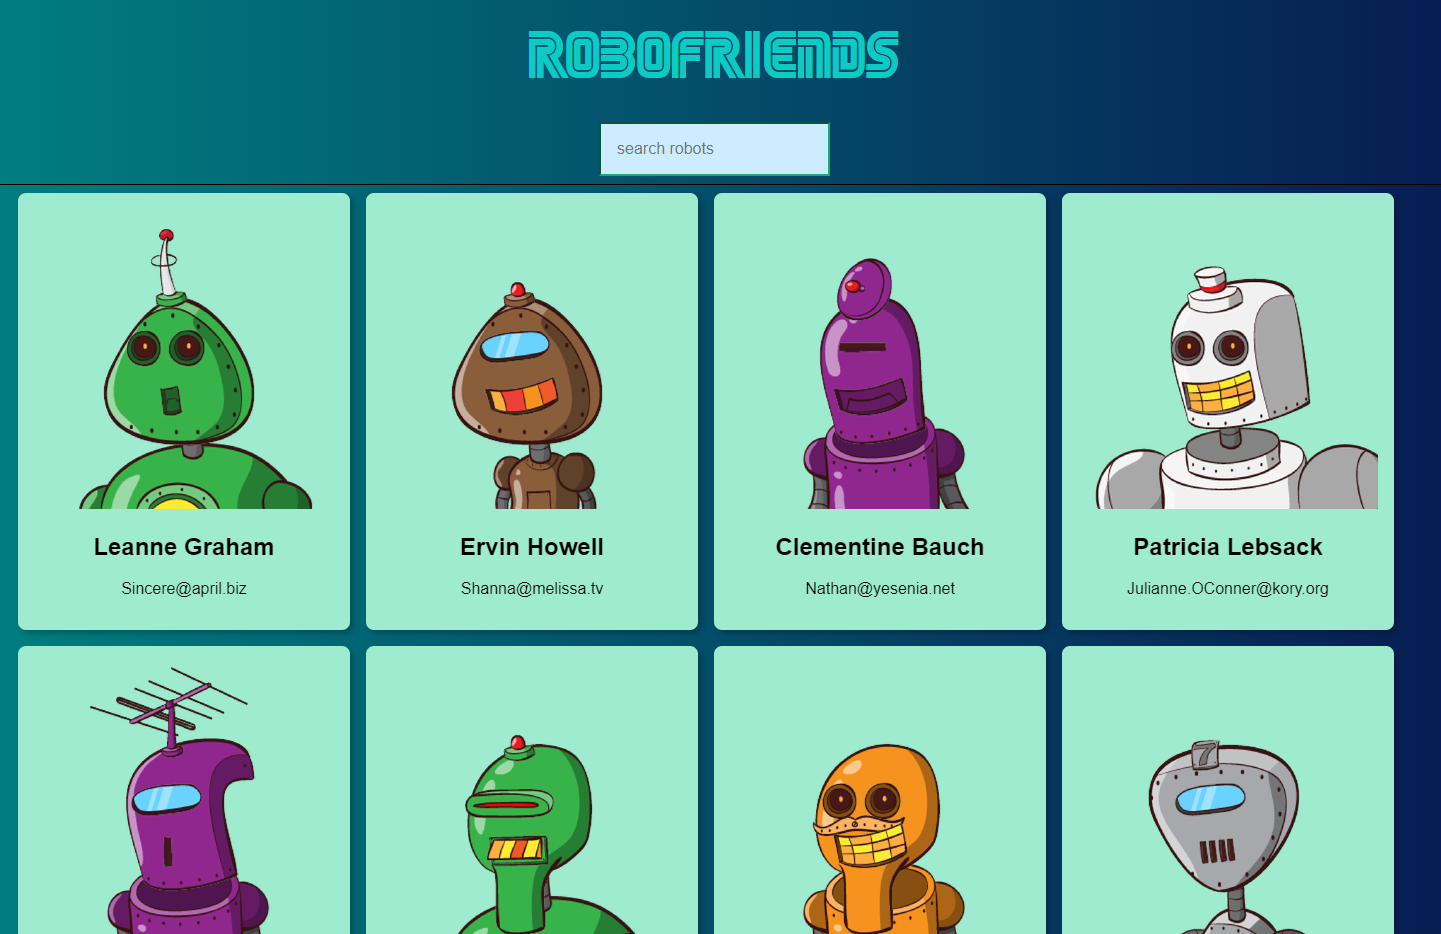 ROBOFRIENDS
search robots
Leanne Graham
Sincere@april.biz
Ervin Howell
Shanna@melissa.tv
Clementine Bauch
Nathan@yesenia.net
Patricia Lebsack
Julianne.OConner@kory.org
7